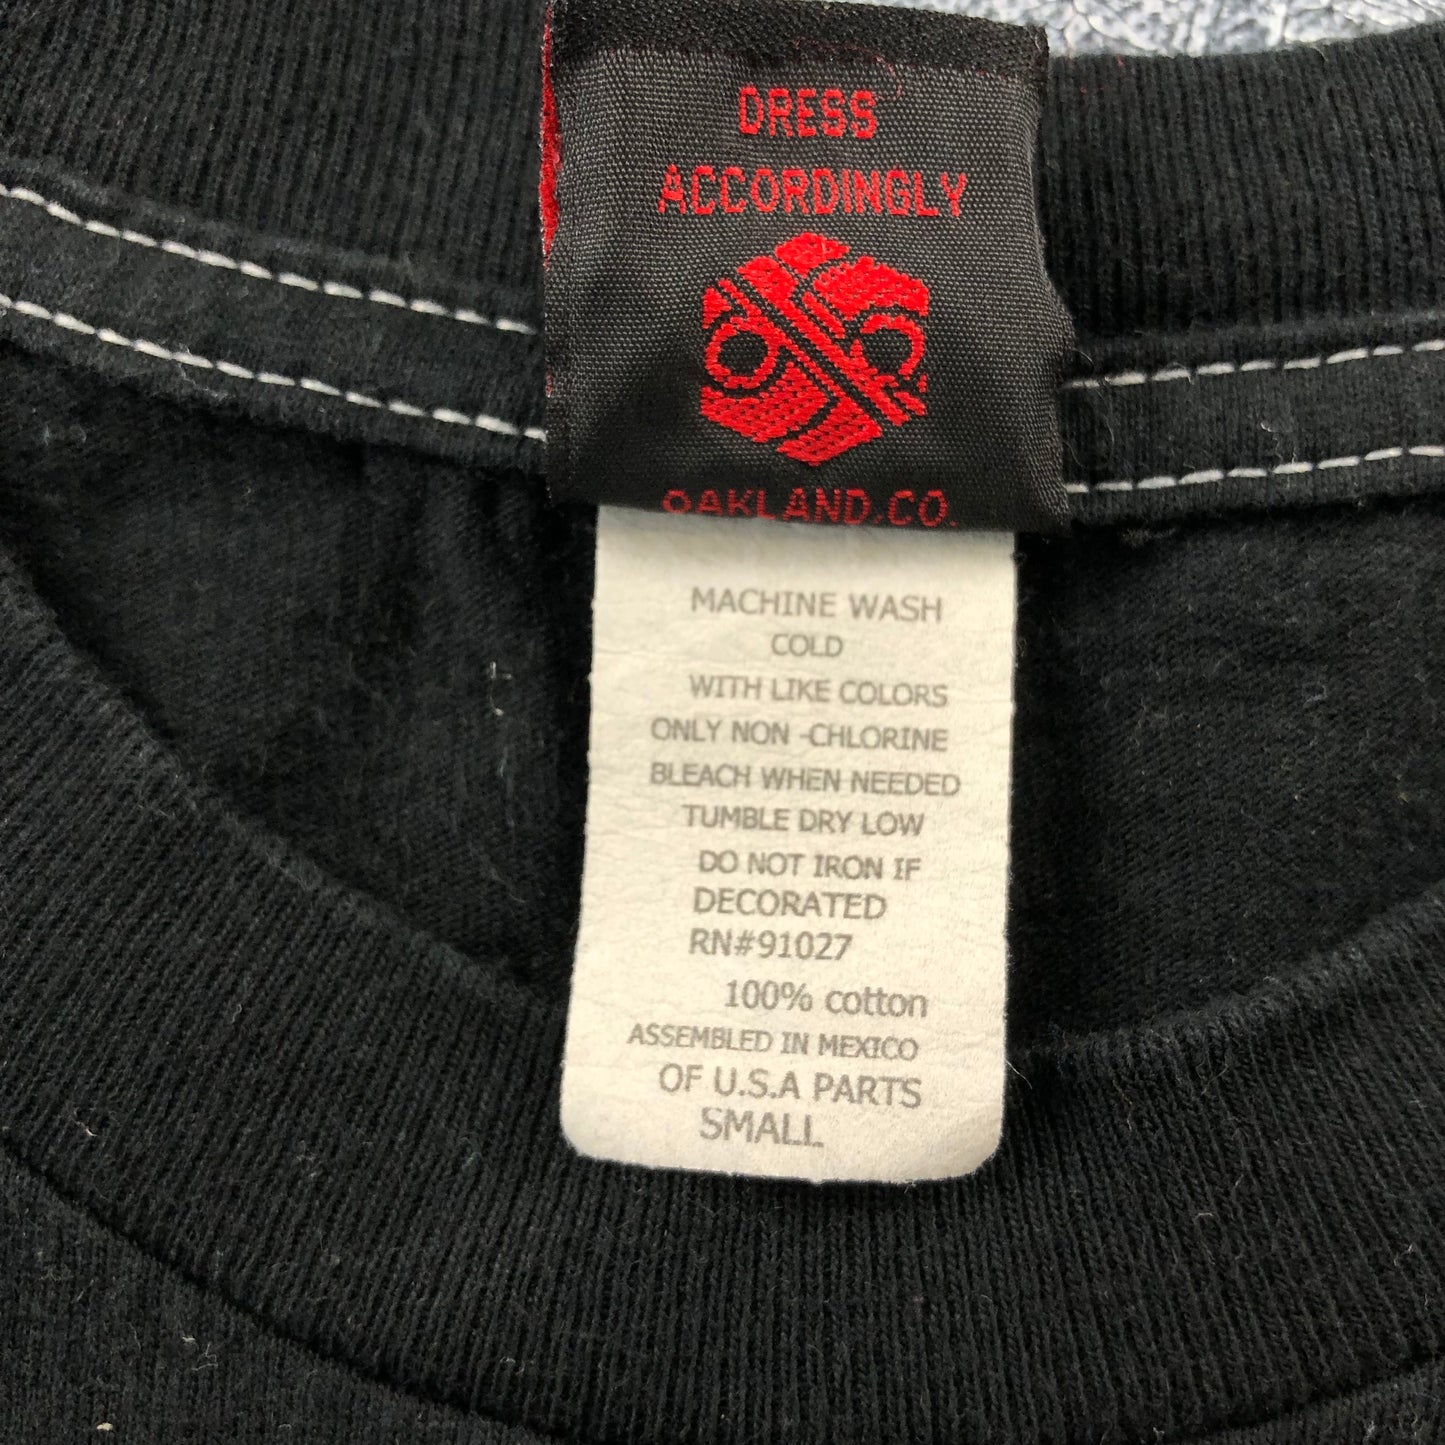 DRESS
ACCORDINGLY
OAKLAND.CO.
MACHINE WASH
COLD
WITH LIKE COLORS
ONLY NON -CHLORINE
BLEACH WHEN NEEDED
TUMBLE DRY LOW
DO NOT IRON IF
DECORATED
RN#91027
100% cotton
ASSEMBLED IN MEXICO
OF U.S.A PARTS
SMALL